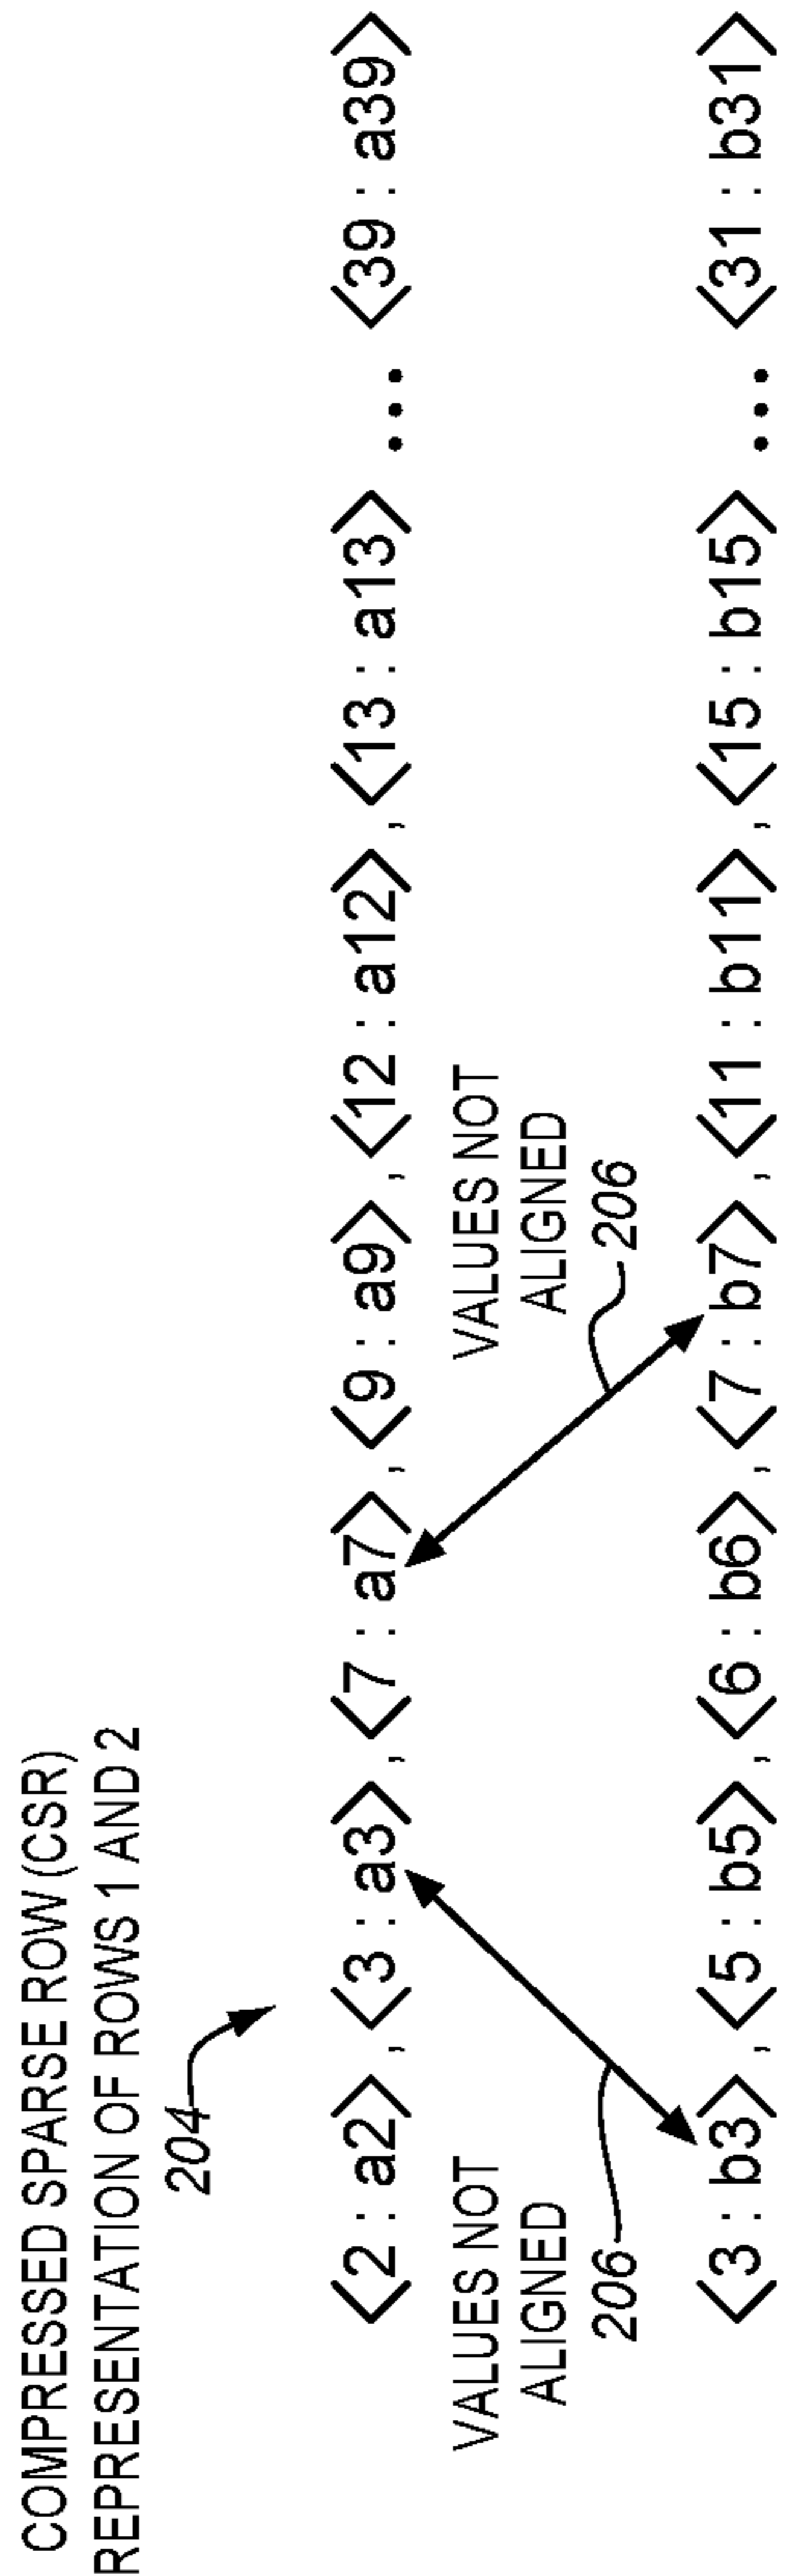 COMPRESSED SPARSE ROW (CSR)
REPRESENTATION OF ROWS 1 AND 2
204
<2 : a2> , <3 : a3> , <7 : a7> , <9 : a9> , <12 : a12> , <13 : a13> ••• <39 : a39>
VALUES NOT
ALIGNED
206
VALUES NOT
ALIGNED
206
<3 : b3> , <5 : b5> , <6 : b6> , <7 : b7> , <11 : b11> , <15 : b15> ••• <31 : b31>